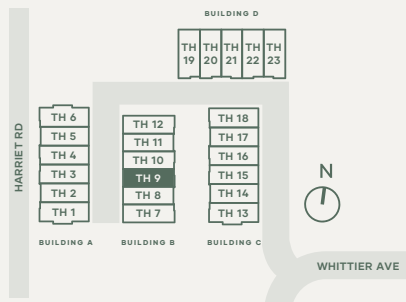 BUILDING D
TH 19
TH 20
TH 21
TH 22
TH 23
HARRIET RD
TH 6
TH 5
TH 4
TH 3
TH 2
TH 1
BUILDING A
TH 12
TH 11
TH 10
TH 9
TH 8
TH 7
BUILDING B
TH 18
TH 17
TH 16
TH 15
TH 14
TH 13
BUILDING C
N
WHITTIER AVE